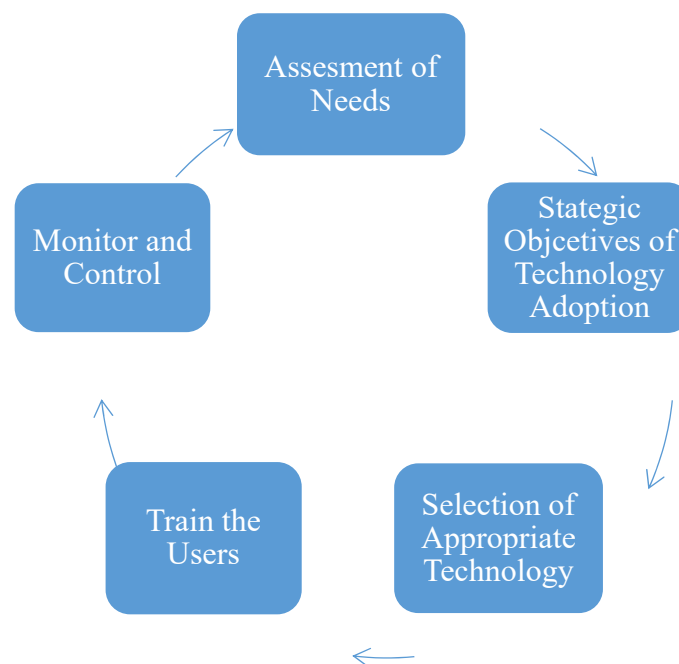 Assesment of
Needs
Stategic
Objcetives of
Technology
Adoption
Selection of
Appropriate
Technology
Train the
Users
Monitor and
Control